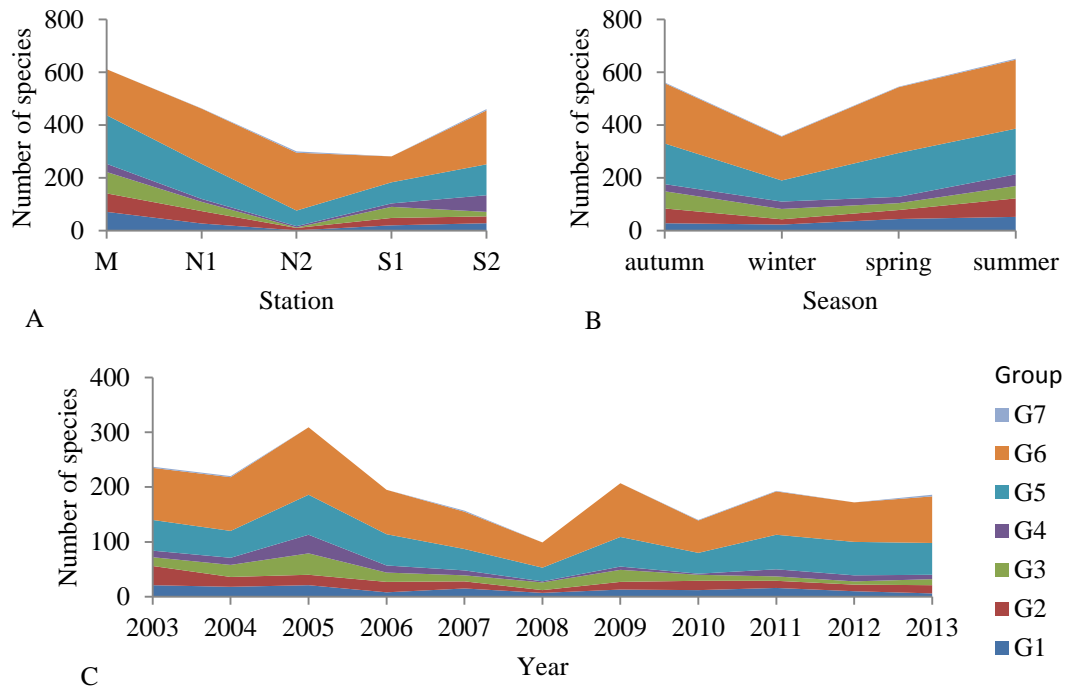 800
600
400
200
0
Number of species
M N1 N2 S1 S2
Station
A
800
600
400
200
0
Number of species
autumn winter spring summer
Season
B
400
300
200
100
0
Number of species
2003 2004 2005 2006 2007 2008 2009 2010 2011 2012 2013
Year
C
Group
G7
G6
G5
G4
G3
G2
G1